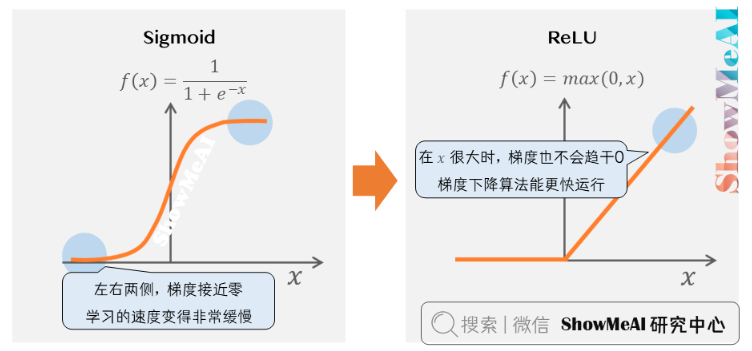 Sigmoid
f(x) = 1 / (1 + e^{-x})
ShowMeAI
x
左右两侧，梯度接近零
学习的速度变得非常缓慢
ReLU
f(x) = max(0, x)
在 x 很大时，梯度也不会趋于0
梯度下降算法能更快运行
x
搜索 | 微信 ShowMeAI 研究中心
ShowMeAI